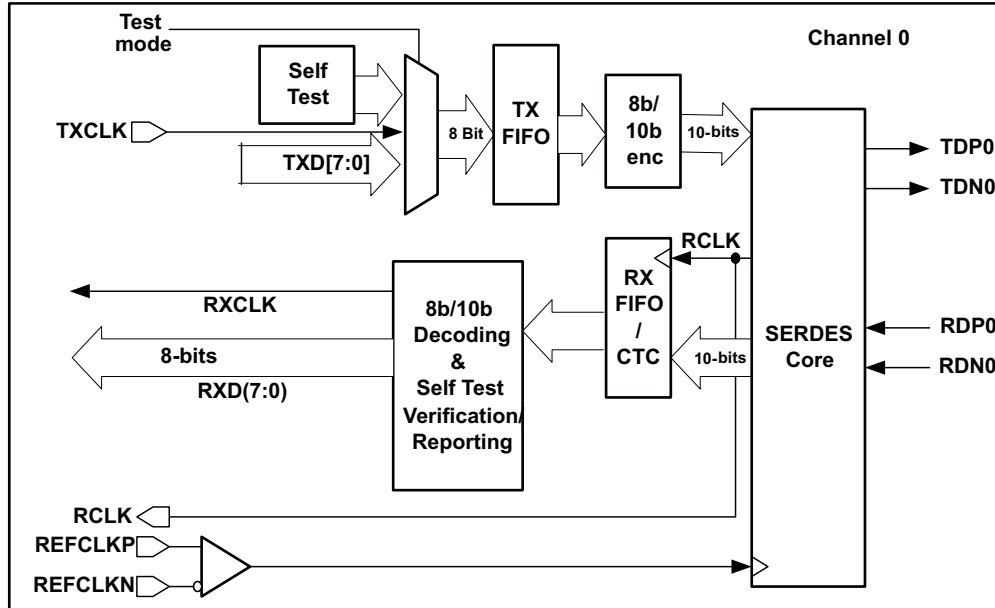 Test
mode
Channel 0
Self
Test
TX
FIFO
8b/
10b
enc
8 Bit
10-bits
TXCLK
TXD[7:0]
TDP0
TDN0
RCLK
RX
FIFO
/
CTC
10-bits
SERDES
Core
8b/10b
Decoding
&
Self Test
Verification/
Reporting
RXCLK
8-bits
RXD(7:0)
RDP0
RDN0
RCLK
REFCLKP
REFCLKN